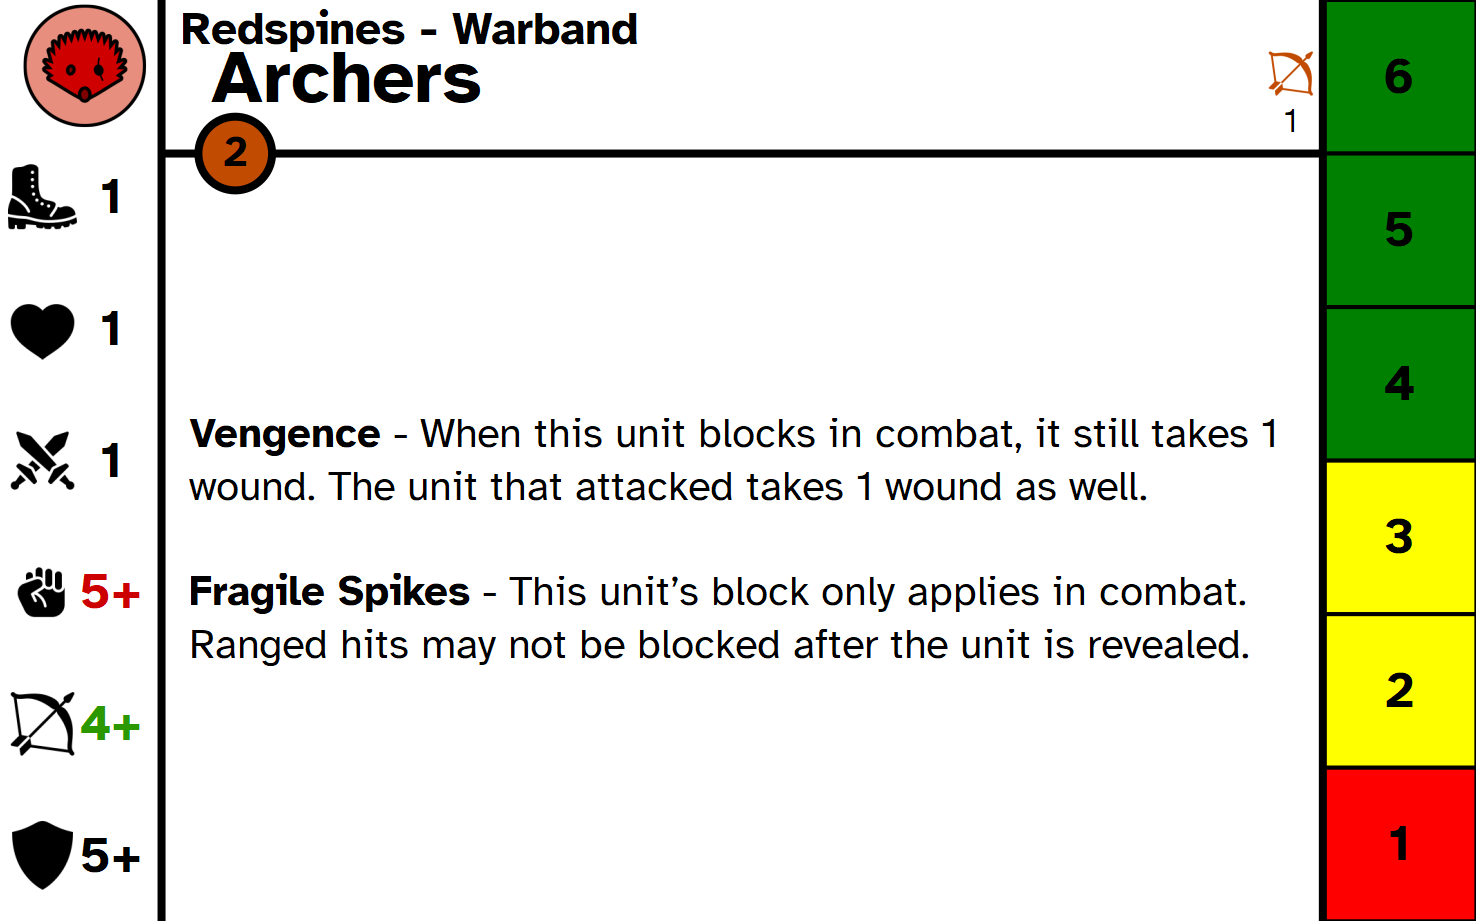 Redspines - Warband
Archers
1
2
1
1
1
5+
4+
5+
Vengence - When this unit blocks in combat, it still takes 1
wound. The unit that attacked takes 1 wound as well.
Fragile Spikes - This unit’s block only applies in combat.
Ranged hits may not be blocked after the unit is revealed.
6
5
4
3
2
1